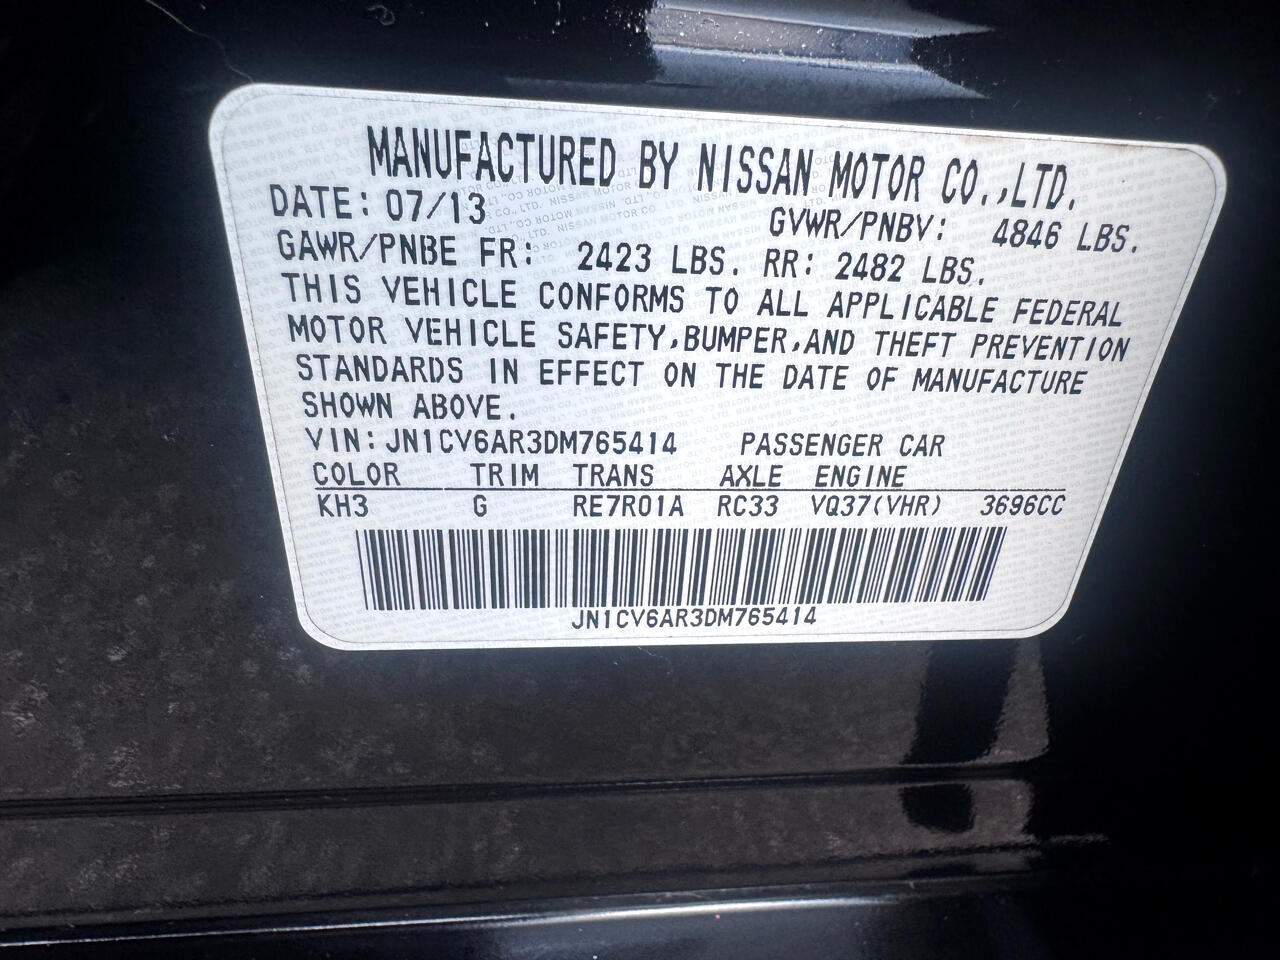 MANUFACTURED BY NISSAN MOTOR CO.,LTD.
DATE: 07/13 GVWR/PNBV: 4846 LBS.
GAWR/PNBE FR: 2423 LBS. RR: 2482 LBS.
THIS VEHICLE CONFORMS TO ALL APPLICABLE FEDERAL
MOTOR VEHICLE SAFETY,BUMPER,AND THEFT PREVENTION
STANDARDS IN EFFECT ON THE DATE OF MANUFACTURE
SHOWN ABOVE.
VIN:JN1CV6AR3DM765414 PASSENGER CAR
COLOR TRIM TRANS AXLE ENGINE
KH3 G RE7R01A RC33 VQ37(VHR) 3696CC
JN1CV6AR3DM765414